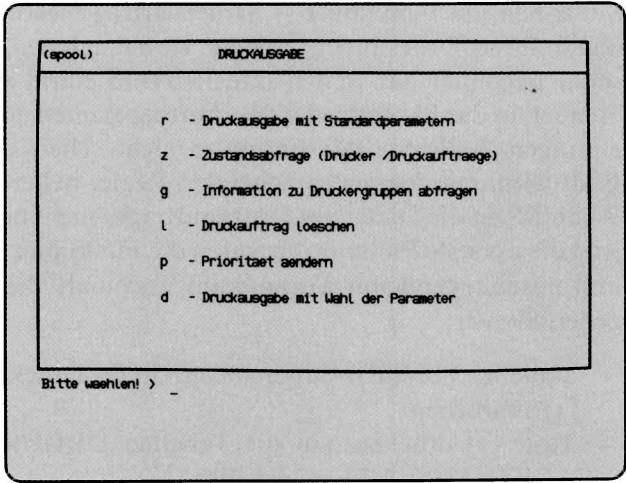 (spool) DRUCKAUSGABE
r - Druckausgabe mit Standardparametern
z - Zustandsabfrage (Drucker /Druckauftraege)
g - Information zu Druckergruppen abfragen
l - Druckauftrag loeschen
p - Prioritaet aendern
d - Druckausgabe mit Wahl der Parameter
Bitte waehlen! > _